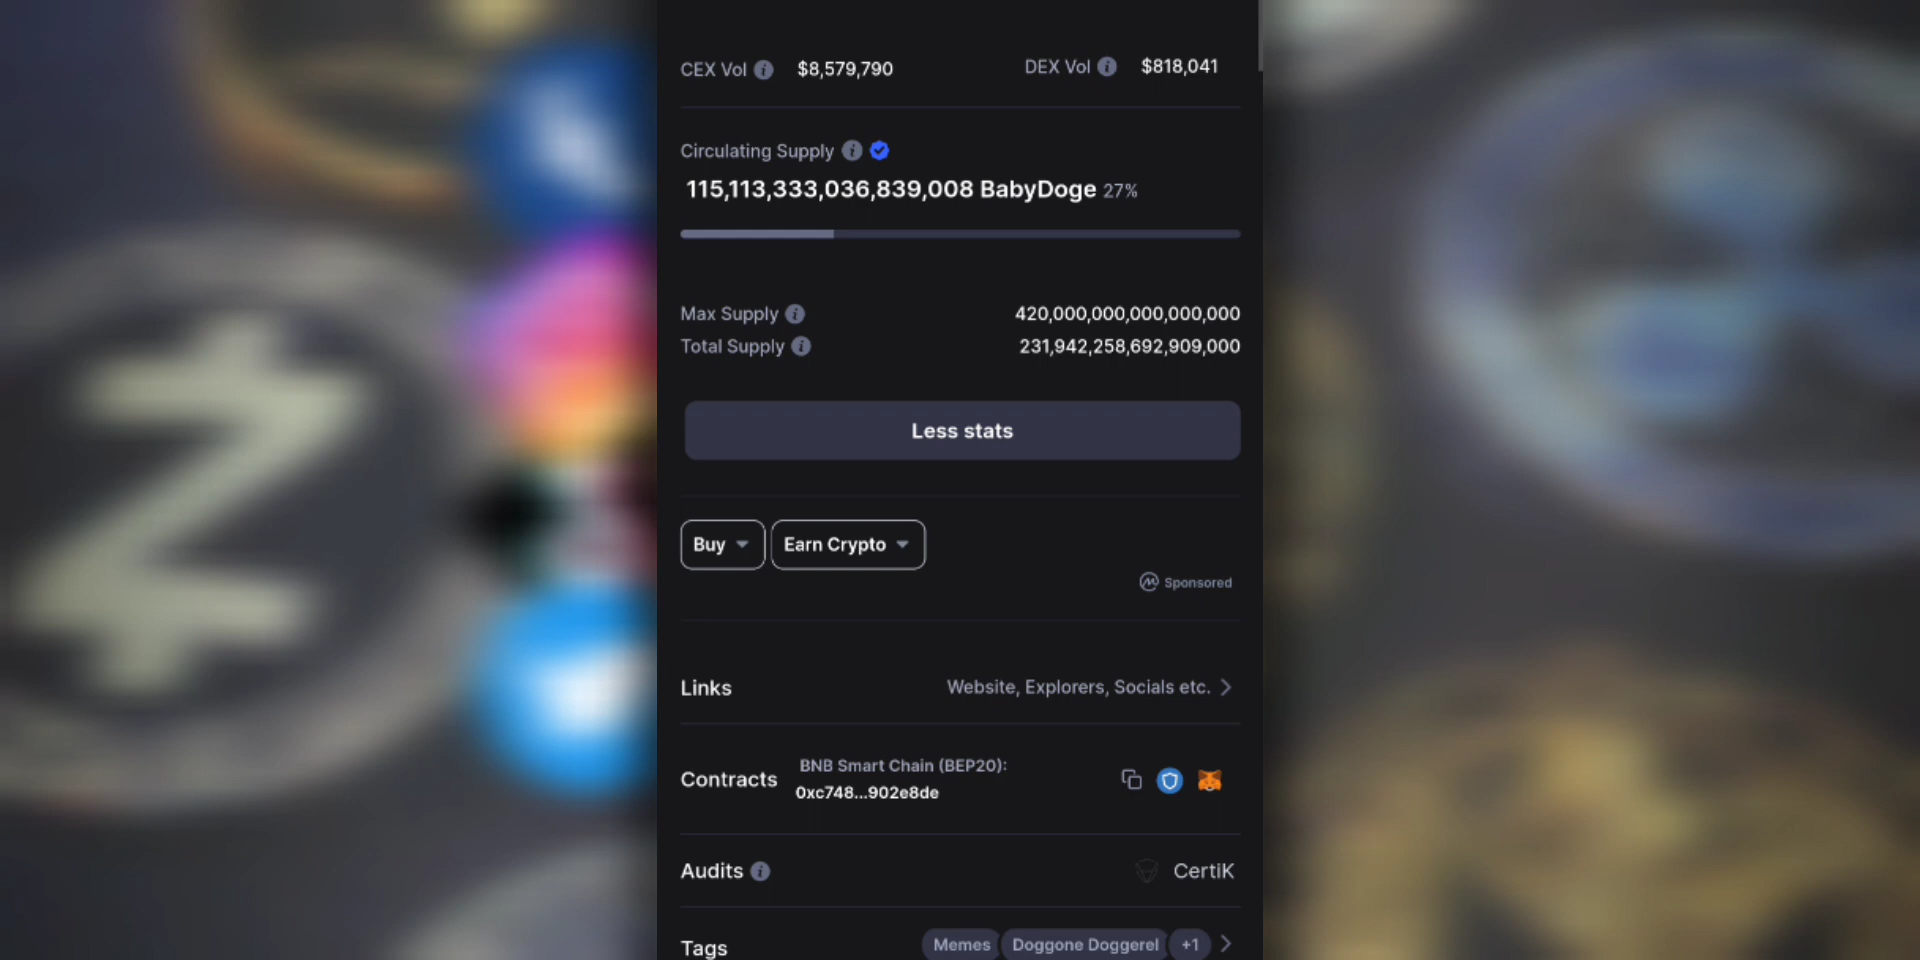 CEX Vol $8,579,790 DEX Vol $818,041
Circulating Supply
115,113,333,036,839,008 BabyDoge 27%
Max Supply 420,000,000,000,000,000
Total Supply 231,942,258,692,909,000
Less stats
Buy Earn Crypto
Sponsored
Links Website, Explorers, Socials etc.
BNB Smart Chain (BEP20):
Contracts
0xc748...902e8de
Audits CertiK
Tags Memes Doggone Doggerel +1